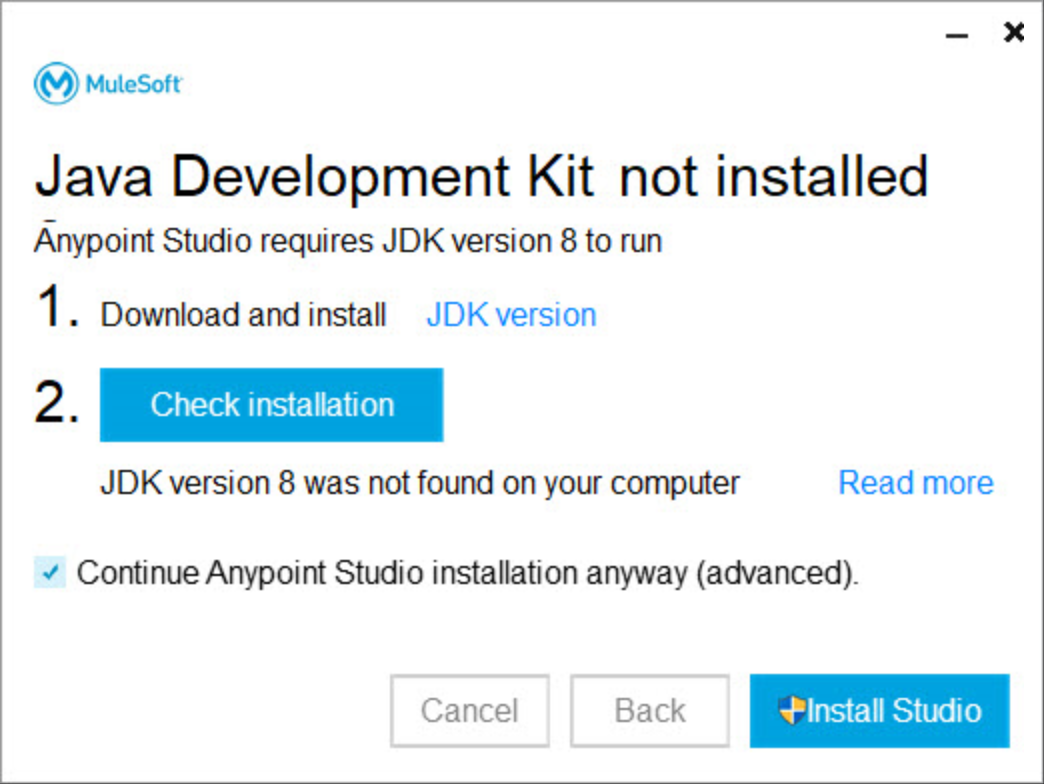 MuleSoft
Java Development Kit not installed
Anypoint Studio requires JDK version 8 to run
1. Download and install JDK version
2. Check installation
JDK version 8 was not found on your computer Read more
Continue Anypoint Studio installation anyway (advanced).
Cancel Back Install Studio